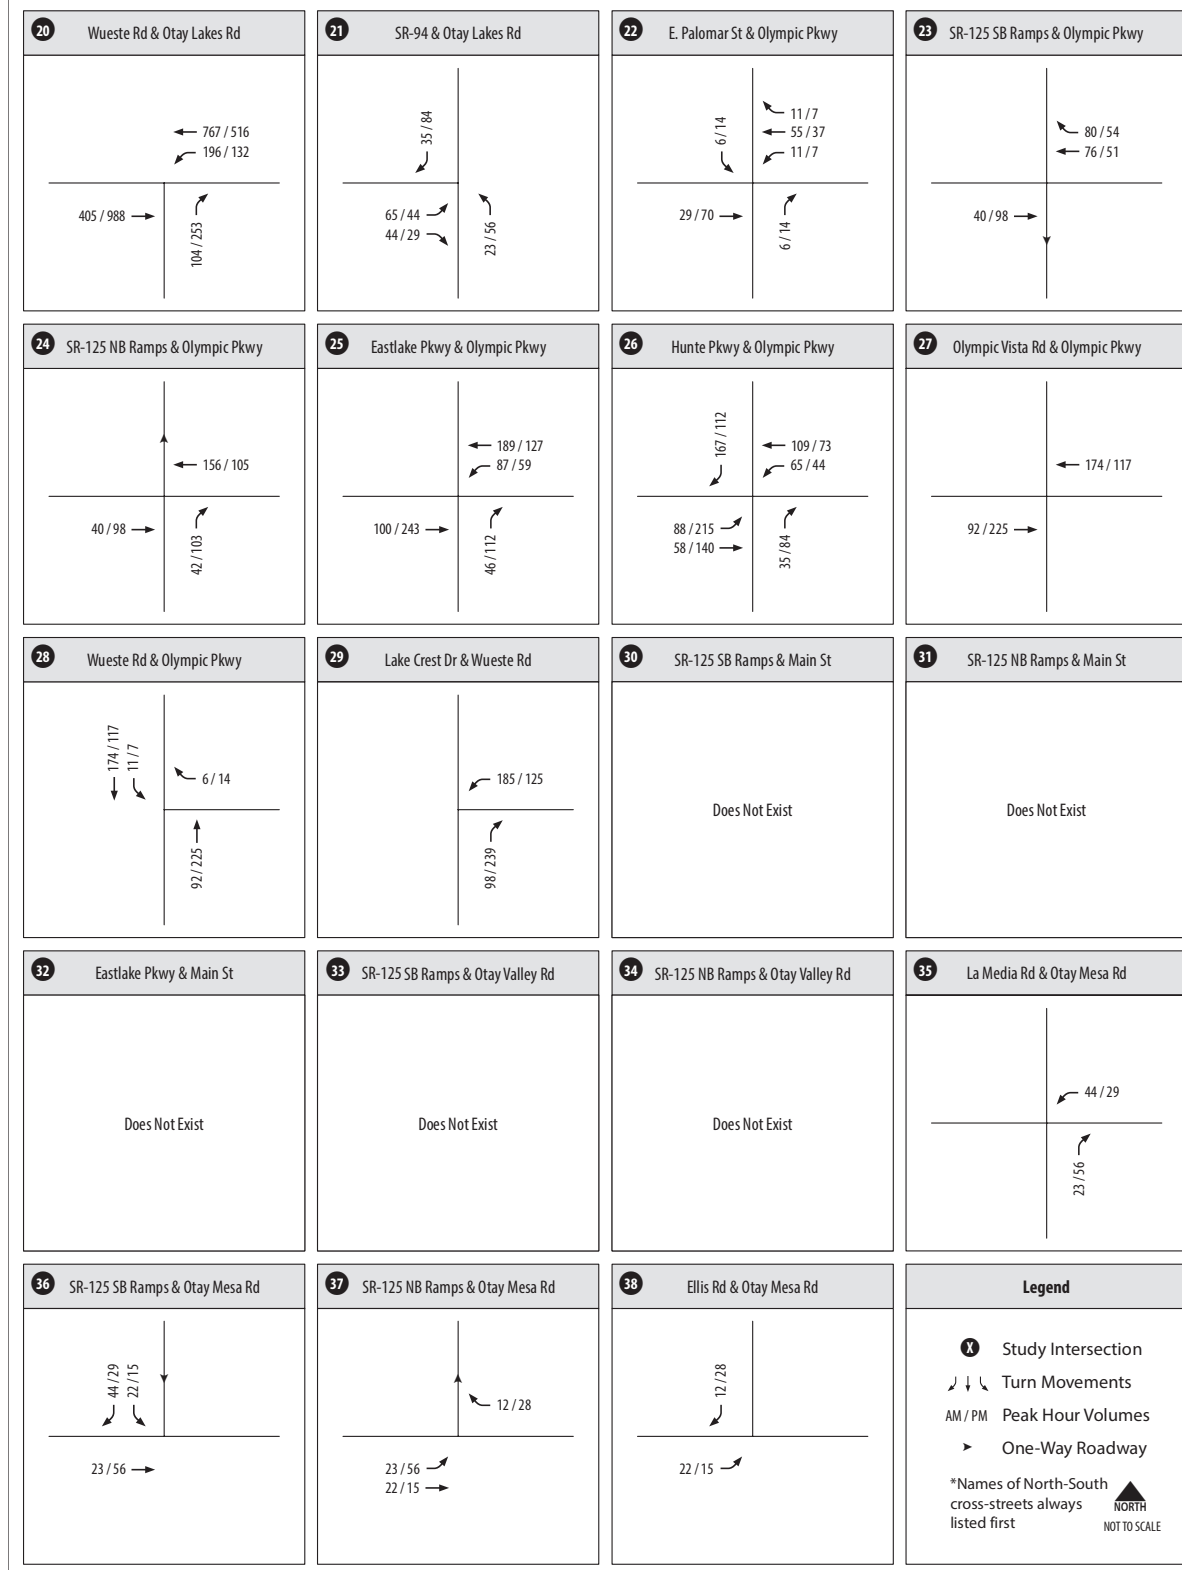 20 Wueste Rd & Otay Lakes Rd
767 / 516
196 / 132
405 / 988
104 / 253
21 SR-94 & Otay Lakes Rd
35 / 84
65 / 44
44 / 29
23 / 56
22 E. Palomar St & Olympic Pkwy
6 / 14
11 / 7
55 / 37
11 / 7
29 / 70
6 / 14
23 SR-125 SB Ramps & Olympic Pkwy
80 / 54
76 / 51
40 / 98
24 SR-125 NB Ramps & Olympic Pkwy
156 / 105
40 / 98
42 / 103
25 Eastlake Pkwy & Olympic Pkwy
189 / 127
87 / 59
100 / 243
46 / 112
26 Hunte Pkwy & Olympic Pkwy
167 / 112
109 / 73
65 / 44
88 / 215
58 / 140
35 / 84
27 Olympic Vista Rd & Olympic Pkwy
174 / 117
92 / 225
28 Wueste Rd & Olympic Pkwy
174 / 117
11 / 7
6 / 14
92 / 225
29 Lake Crest Dr & Wueste Rd
185 / 125
98 / 239
30 SR-125 SB Ramps & Main St
Does Not Exist
31 SR-125 NB Ramps & Main St
Does Not Exist
32 Eastlake Pkwy & Main St
Does Not Exist
33 SR-125 SB Ramps & Otay Valley Rd
Does Not Exist
34 SR-125 NB Ramps & Otay Valley Rd
Does Not Exist
35 La Media Rd & Otay Mesa Rd
44 / 29
23 / 56
36 SR-125 SB Ramps & Otay Mesa Rd
44 / 29
22 / 15
23 / 56
37 SR-125 NB Ramps & Otay Mesa Rd
12 / 28
23 / 56
22 / 15
38 Ellis Rd & Otay Mesa Rd
12 / 28
22 / 15
Legend
X Study Intersection
Turn Movements
AM / PM Peak Hour Volumes
One-Way Roadway
*Names of North-South
cross-streets always
listed first
NORTH
NOT TO SCALE